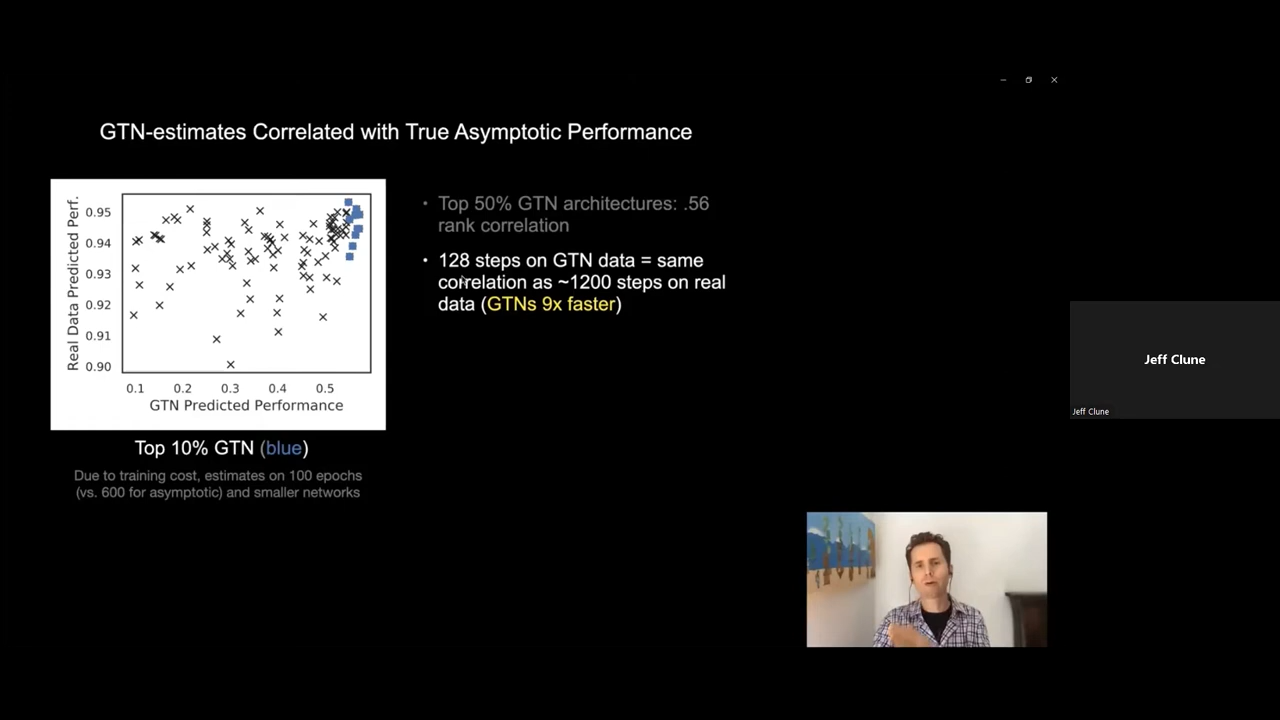 GTN-estimates Correlated with True Asymptotic Performance
Real Data Predicted Perf.
0.95
0.94
0.93
0.92
0.91
0.90
0.1 0.2 0.3 0.4 0.5
GTN Predicted Performance
Top 10% GTN (blue)
Due to training cost, estimates on 100 epochs
(vs. 600 for asymptotic) and smaller networks
• Top 50% GTN architectures: .56
rank correlation
• 128 steps on GTN data = same
correlation as ~1200 steps on real
data (GTNs 9x faster)
Jeff Clune
Jeff Clune